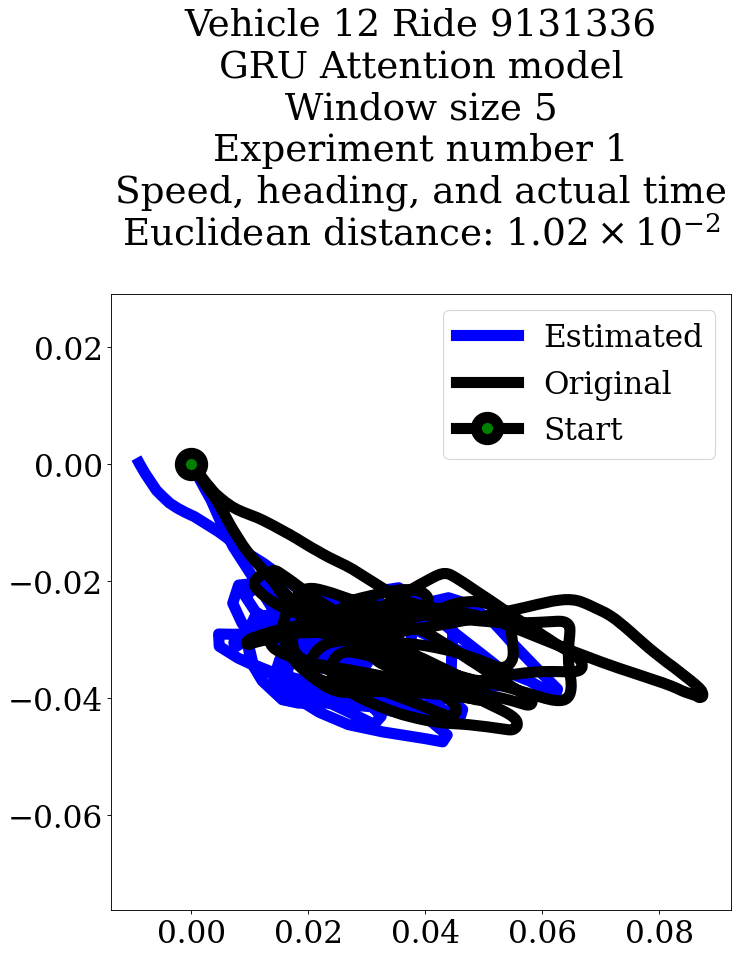 Vehicle 12 Ride 9131336
GRU Attention model
Window size 5
Experiment number 1
Speed, heading, and actual time
Euclidean distance: 1.02 × 10⁻²
Estimated
Original
Start
0.02
0.00
−0.02
−0.04
−0.06
0.00 0.02 0.04 0.06 0.08